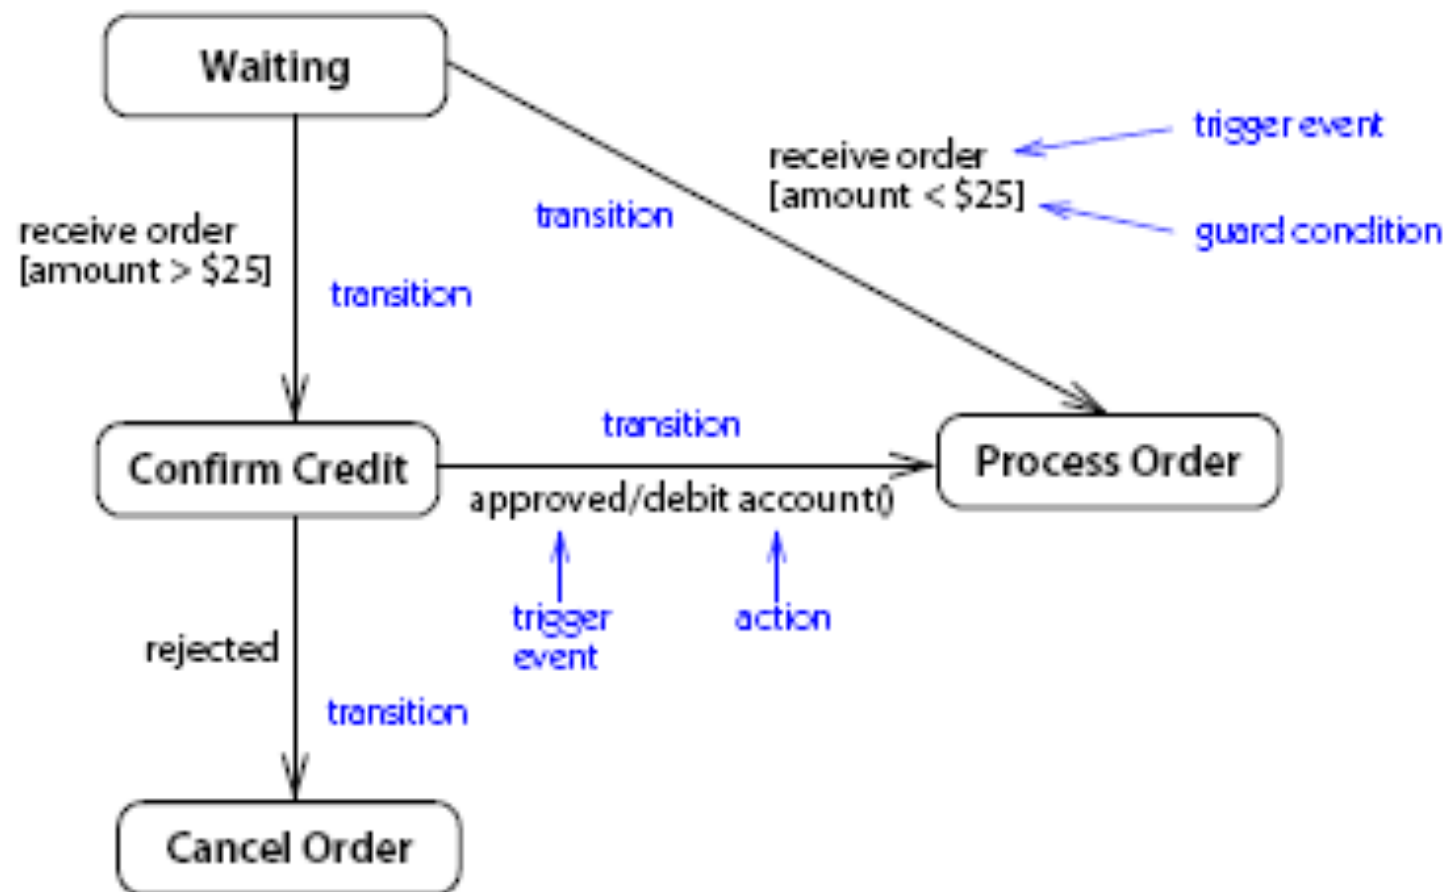 Waiting
trigger event
receive order
[amount < $25]
guard condition
transition
receive order
[amount > $25]
transition
transition
Confirm Credit
Process Order
approved/debit account()
trigger
event
action
rejected
transition
Cancel Order